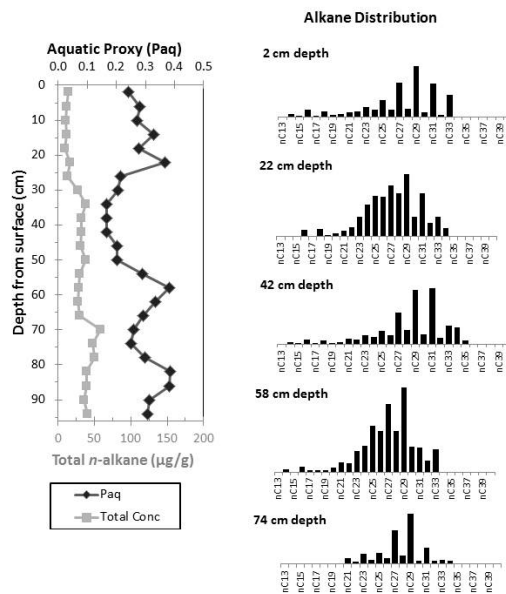 Aquatic Proxy (Paq)
0.0 0.1 0.2 0.3 0.4 0.5
Depth from surface (cm)
0
10
20
30
40
50
60
70
80
90
0 50 100 150 200
Total n-alkane (µg/g)
Paq
Total Conc
Alkane Distribution
2 cm depth
nC13 nC15 nC17 nC19 nC21 nC23 nC25 nC27 nC29 nC31 nC33 nC35 nC37 nC39
22 cm depth
nC13 nC15 nC17 nC19 nC21 nC23 nC25 nC27 nC29 nC31 nC33 nC35 nC37 nC39
42 cm depth
nC13 nC15 nC17 nC19 nC21 nC23 nC25 nC27 nC29 nC31 nC33 nC35 nC37 nC39
58 cm depth
nC13 nC15 nC17 nC19 nC21 nC23 nC25 nC27 nC29 nC31 nC33 nC35 nC37 nC39
74 cm depth
nC13 nC15 nC17 nC19 nC21 nC23 nC25 nC27 nC29 nC31 nC33 nC35 nC37 nC39